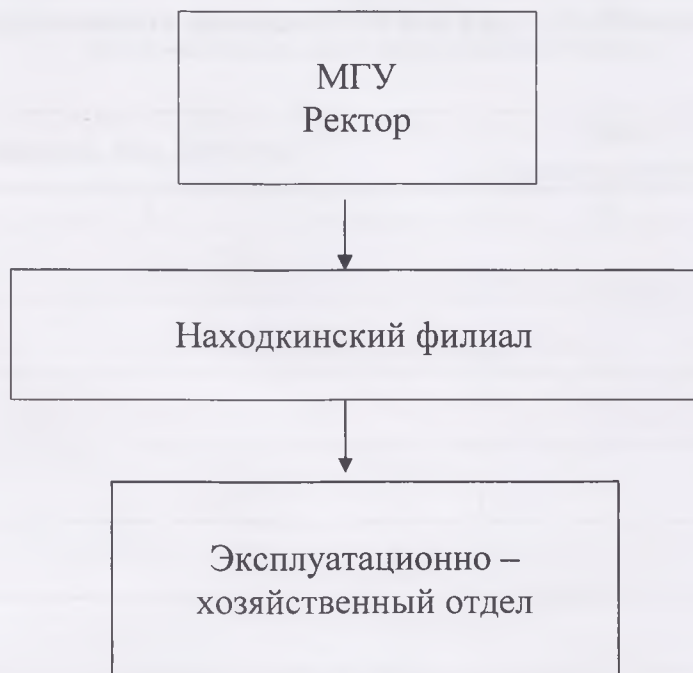 МГУ
Ректор
Находкинский филиал
Эксплуатационно –
хозяйственный отдел